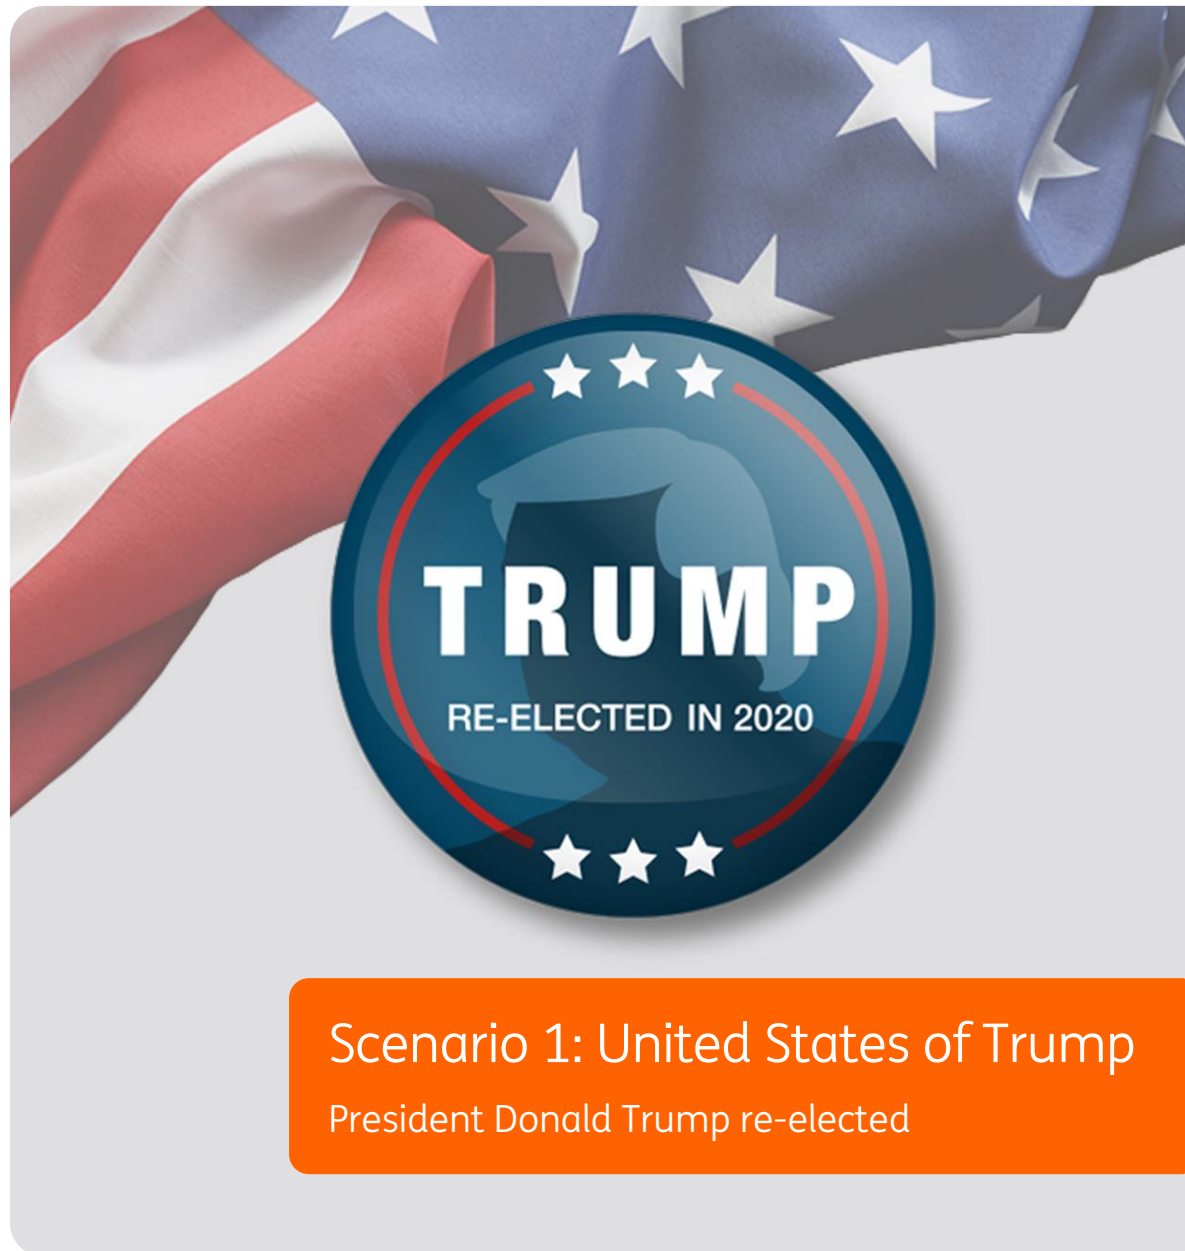 TRUMP
RE-ELECTED IN 2020
Scenario 1: United States of Trump
President Donald Trump re-elected